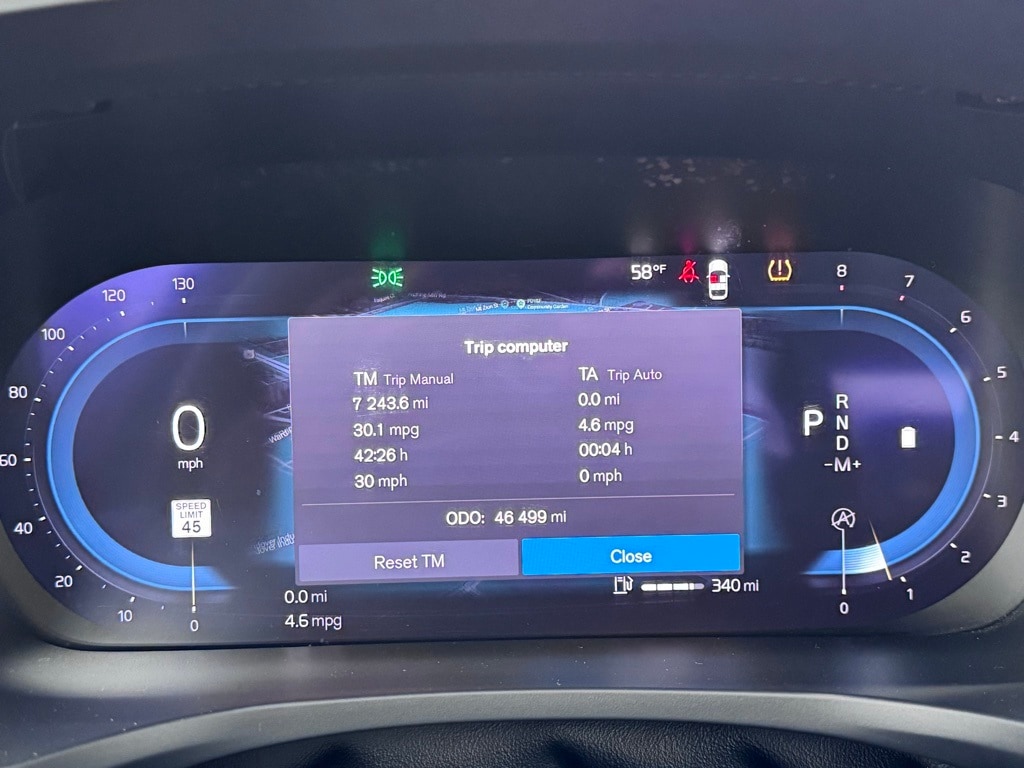 58°F
130
120
100
80
60
40
20
10
0
8
7
6
5
4
3
2
1
0
Trip computer
TM Trip Manual
7 243.6 mi
30.1 mpg
42:26 h
30 mph
TA Trip Auto
0.0 mi
4.6 mpg
00:04 h
0 mph
ODO: 46 499 mi
Reset TM
Close
0
mph
SPEED
LIMIT
45
P
R
N
D
-M+
A
0.0 mi
4.6 mpg
340 mi
Community Garden